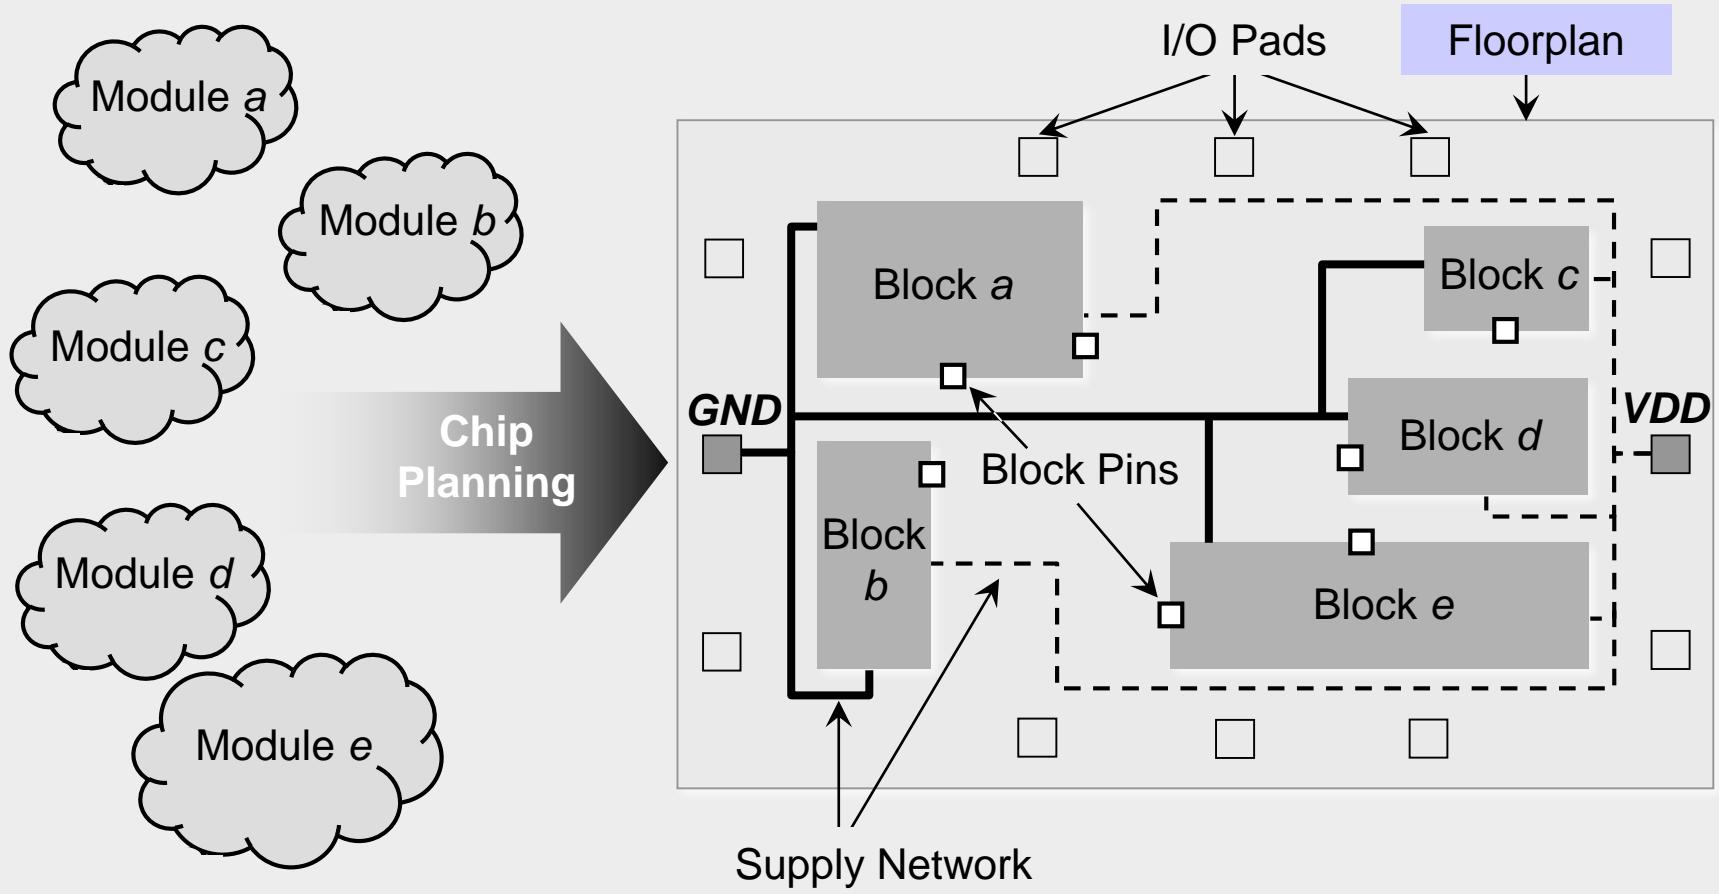 Module a
Module b
Module c
Module d
Module e
Chip
Planning
I/O Pads
Floorplan
Block a
Block c
GND
VDD
Block d
Block Pins
Block
b
Block e
Supply Network